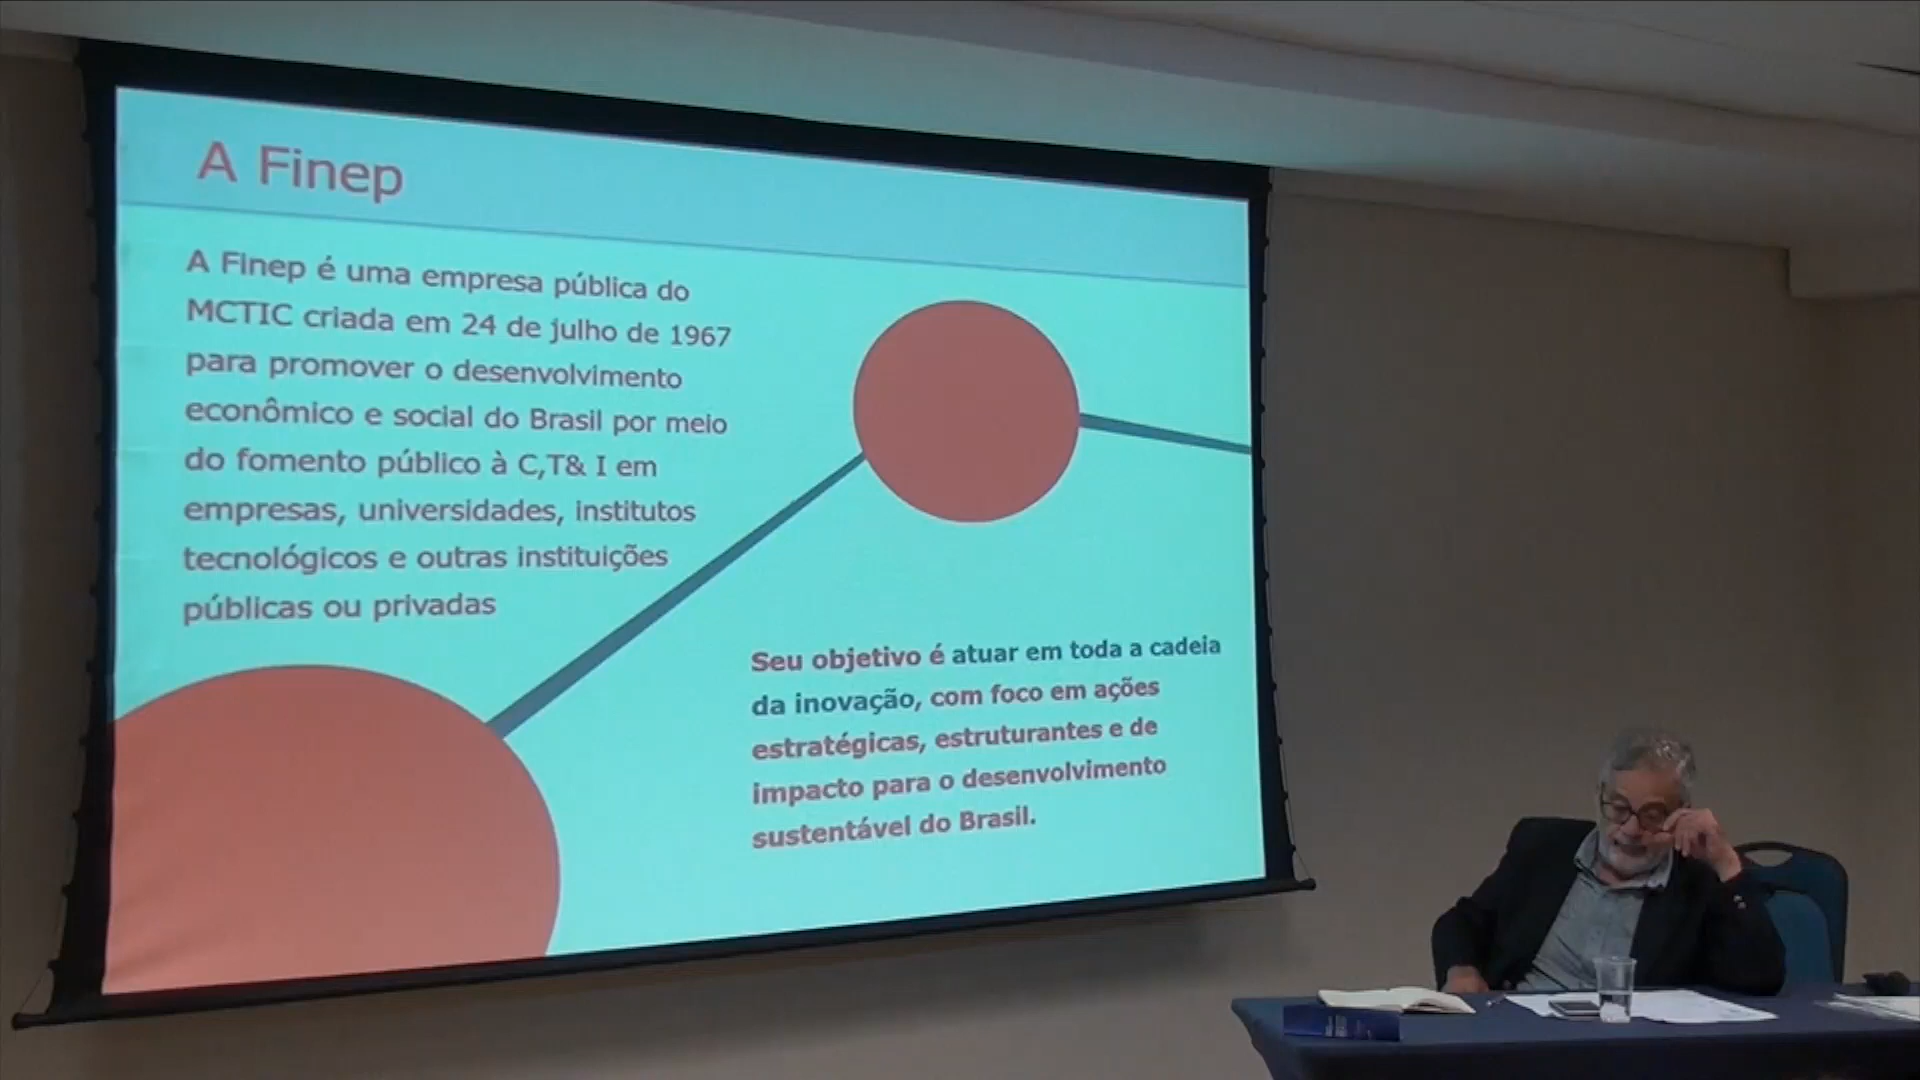 A Finep
A Finep é uma empresa pública do
MCTIC criada em 24 de julho de 1967
para promover o desenvolvimento
econômico e social do Brasil por meio
do fomento público à C,T& I em
empresas, universidades, institutos
tecnológicos e outras instituições
públicas ou privadas
Seu objetivo é atuar em toda a cadeia
da inovação, com foco em ações
estratégicas, estruturantes e de
impacto para o desenvolvimento
sustentável do Brasil.